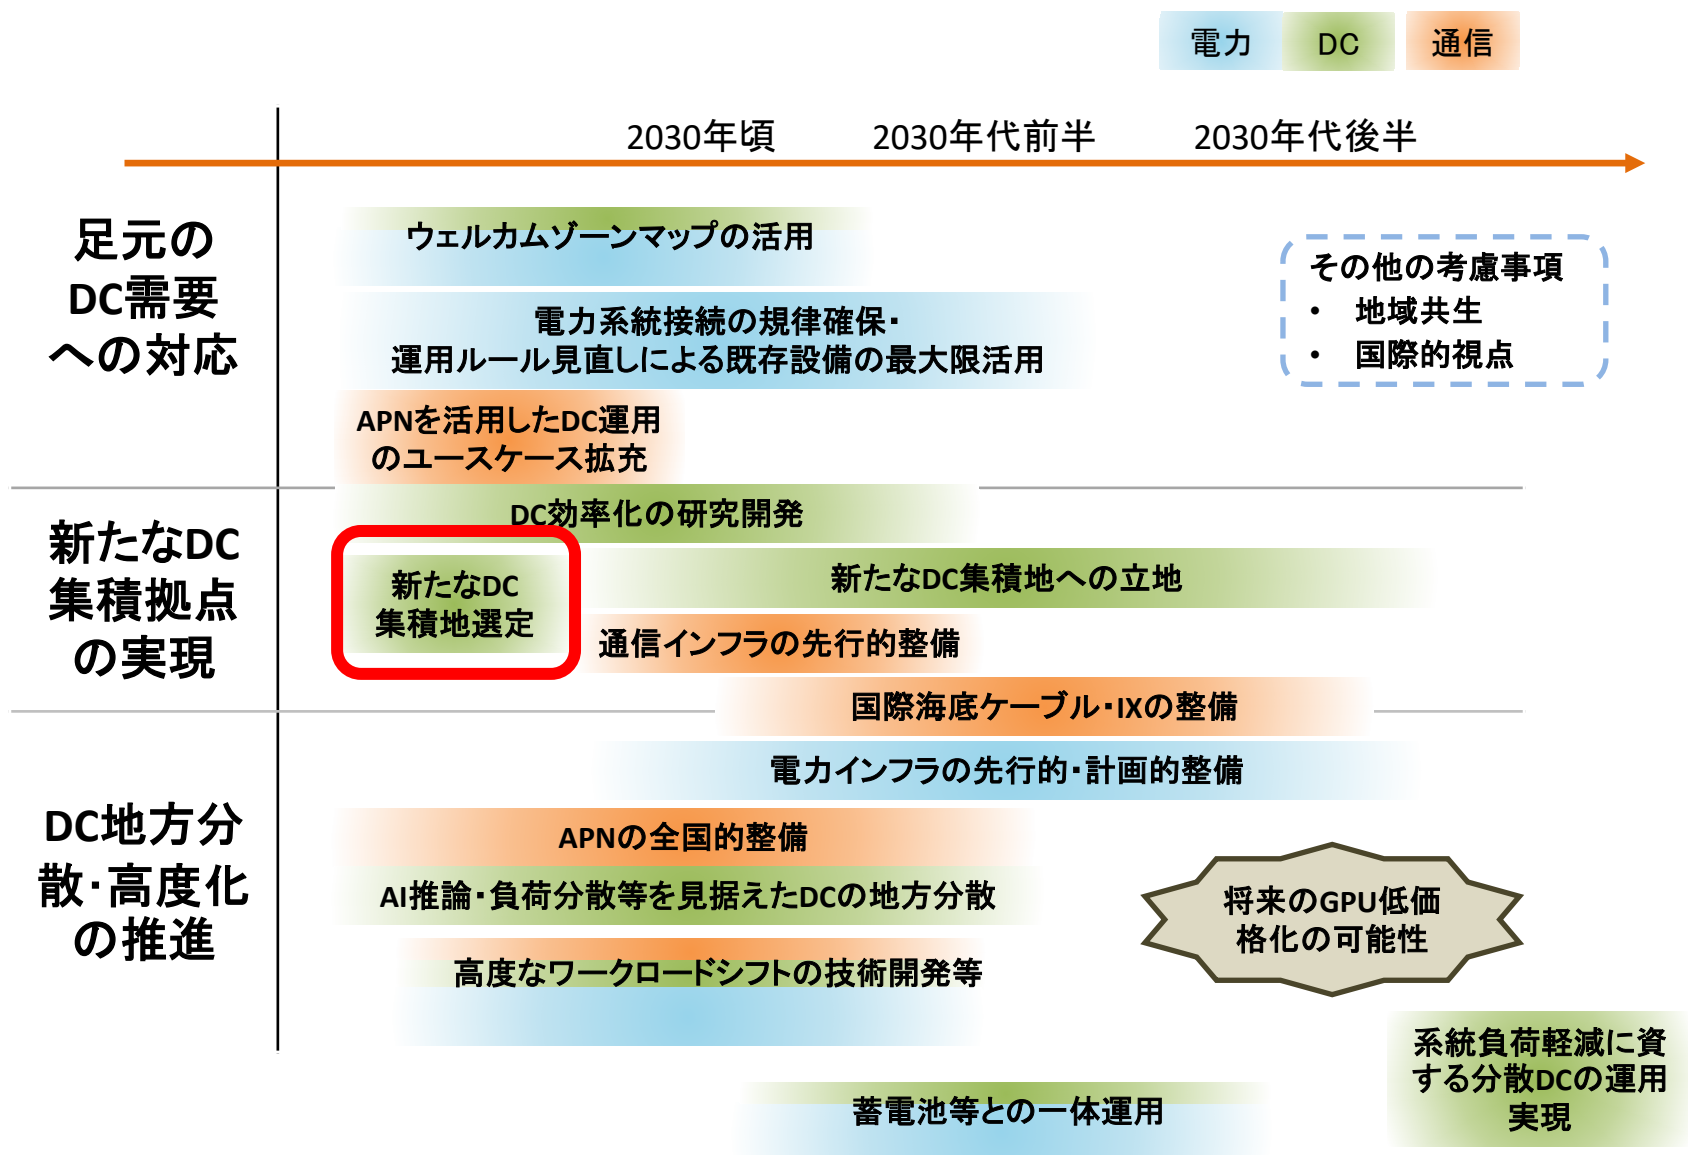 電力
DC
通信
2030年頃
2030年代前半
2030年代後半
足元の
DC需要
への対応
ウェルカムゾーンマップの活用
電力系統接続の規律確保・
運用ルール見直しによる既存設備の最大限活用
APNを活用したDC運用
のユースケース拡充
その他の考慮事項
• 地域共生
• 国際的視点
新たなDC
集積拠点
の実現
DC効率化の研究開発
新たなDC
集積地選定
新たなDC集積地への立地
通信インフラの先行的整備
国際海底ケーブル・IXの整備
電力インフラの先行的・計画的整備
DC地方分
散・高度化
の推進
APNの全国的整備
AI推論・負荷分散等を見据えたDCの地方分散
高度なワークロードシフトの技術開発等
将来のGPU低価
格化の可能性
系統負荷軽減に資
する分散DCの運用
実現
蓄電池等との一体運用